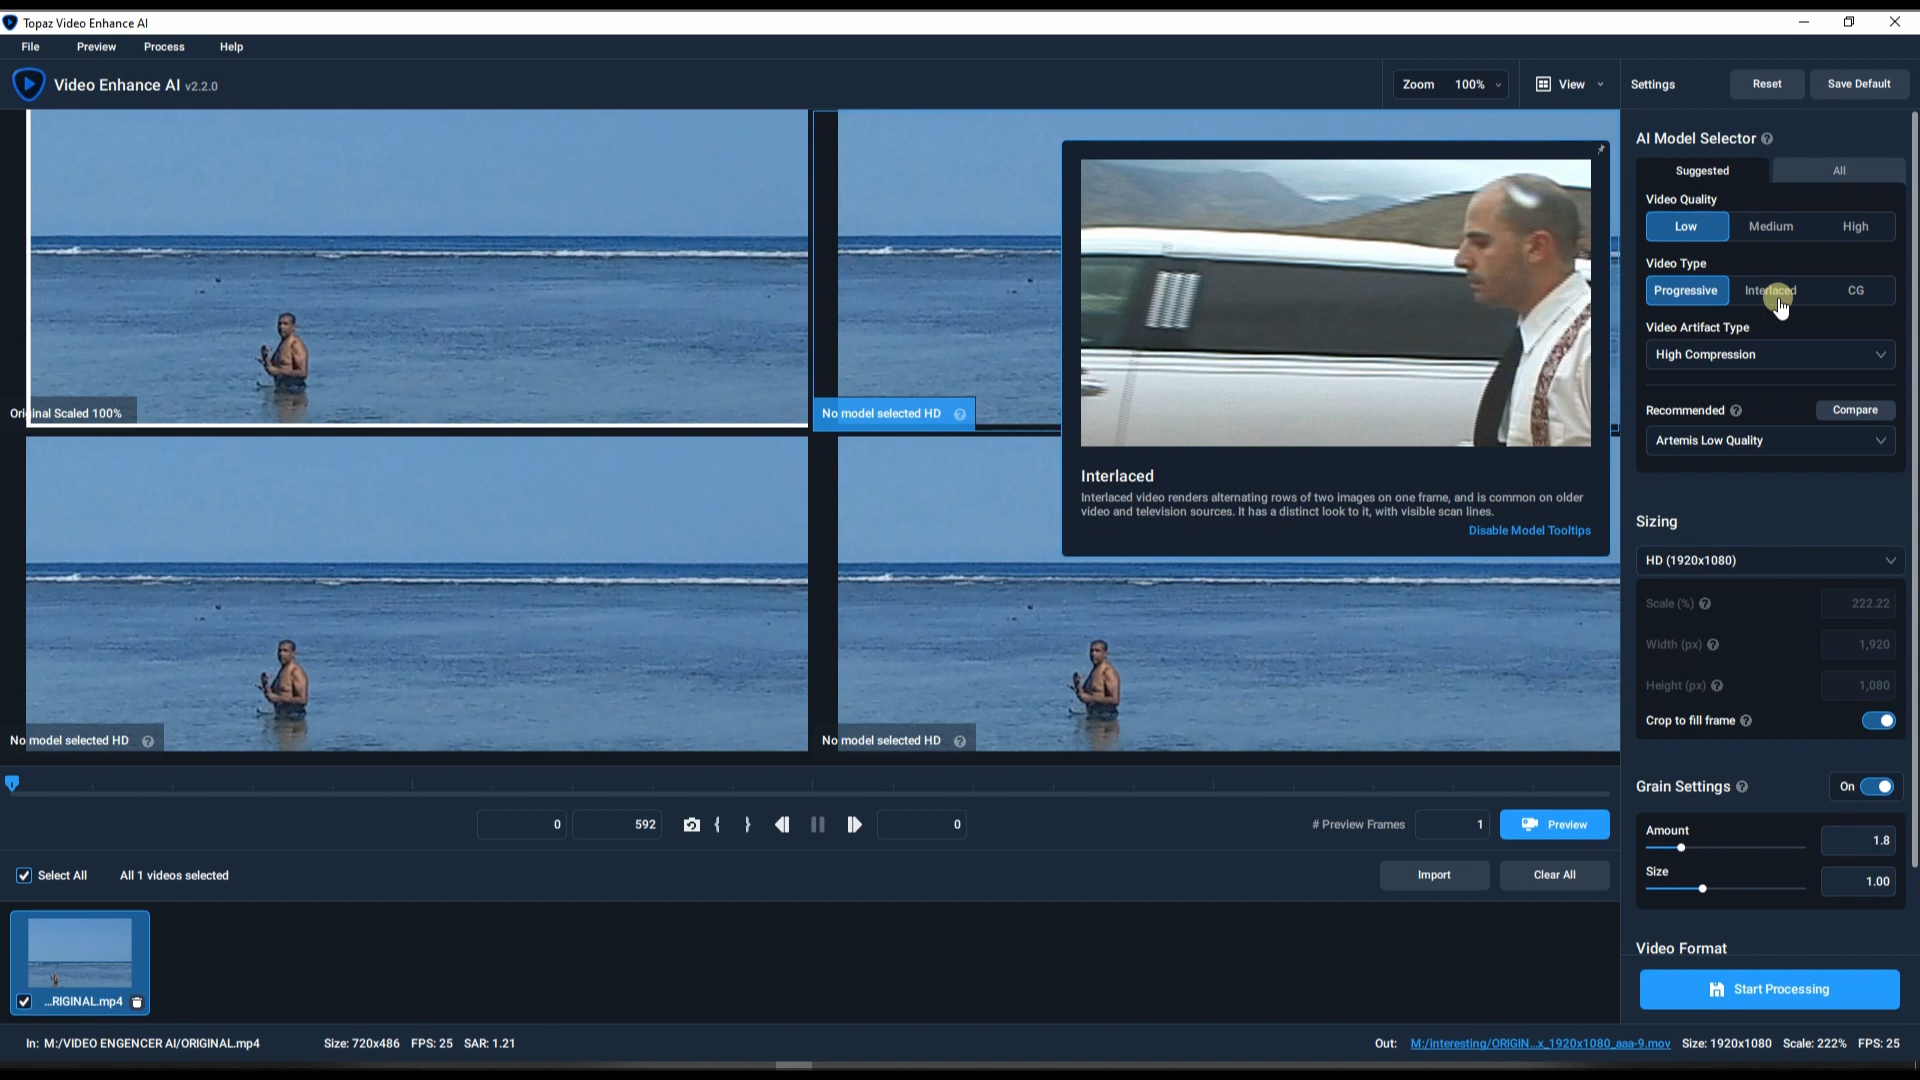 Topaz Video Enhance AI
File Preview Process Help
Video Enhance AI v2.2.0
Zoom 100% View
Settings Reset Save Default
AI Model Selector
Suggested All
Video Quality
Low Medium High
Video Type
Progressive Interlaced CG
Video Artifact Type
High Compression
Recommended Compare
Artemis Low Quality
Original Scaled 100%
No model selected HD
Interlaced
Interlaced video renders alternating rows of two images on one frame, and is common on older
video and television sources. It has a distinct look to it, with visible scan lines.
Disable Model Tooltips
Sizing
HD (1920x1080)
Scale (%) 222.22
Width (px) 1,920
Height (px) 1,080
Crop to fill frame
No model selected HD
No model selected HD
Grain Settings On
Amount 1.8
Size 1.00
0 592 0
# Preview Frames 1 Preview
Select All All 1 videos selected
Import Clear All
Video Format
...RIGINAL.mp4
Start Processing
In: M:/VIDEO ENGENCER AI/ORIGINAL.mp4 Size: 720x486 FPS: 25 SAR: 1.21
Out: M:/interesting/ORIGIN...x_1920x1080_aaa-9.mov Size: 1920x1080 Scale: 222% FPS: 25